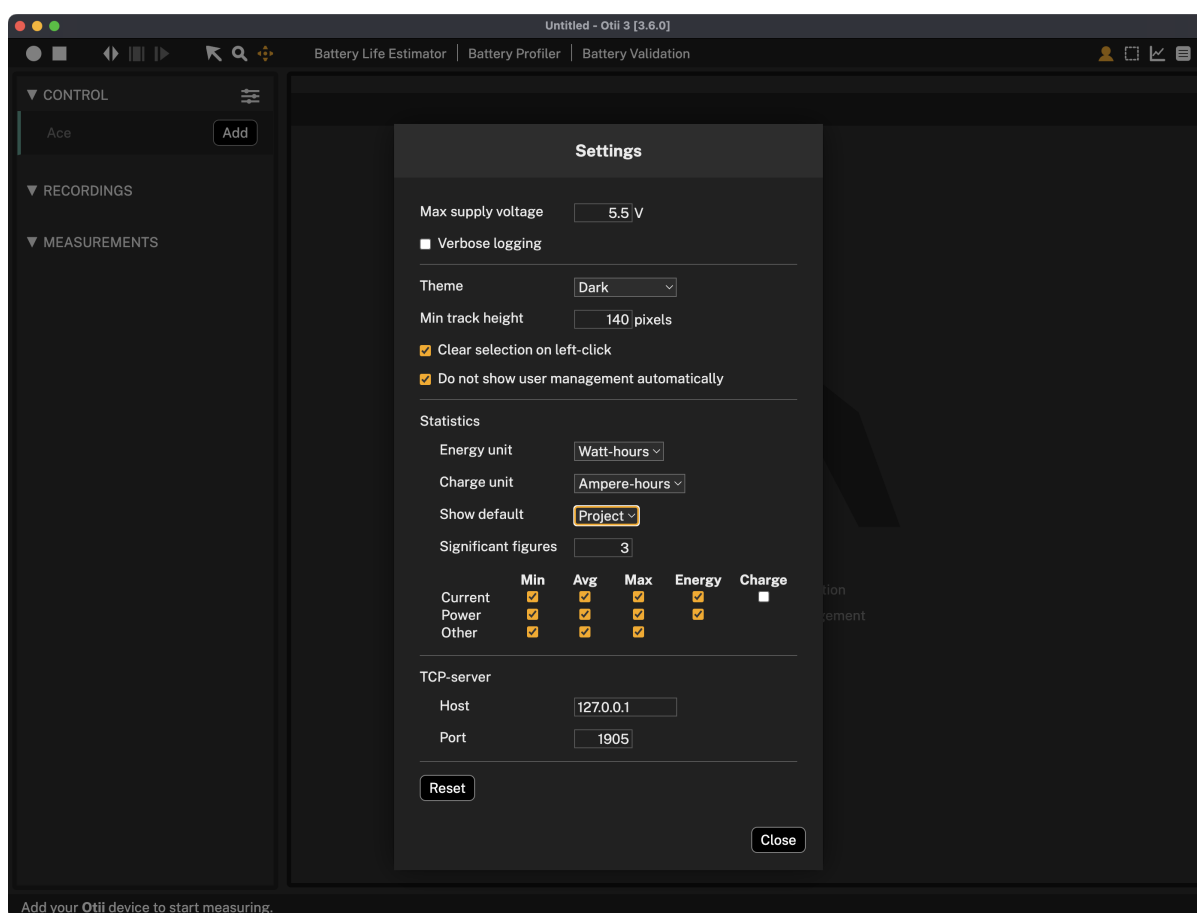 Untitled - Otii 3 [3.6.0]
Battery Life Estimator Battery Profiler Battery Validation
CONTROL
Ace Add
RECORDINGS
MEASUREMENTS
Settings
Max supply voltage 5.5 V
Verbose logging
Theme Dark
Min track height 140 pixels
Clear selection on left-click
Do not show user management automatically
Statistics
Energy unit Watt-hours
Charge unit Ampere-hours
Show default Project
Significant figures 3
Min Avg Max Energy Charge
Current
Power
Other
TCP-server
Host 127.0.0.1
Port 1905
Reset
Close
Add your Otii device to start measuring.